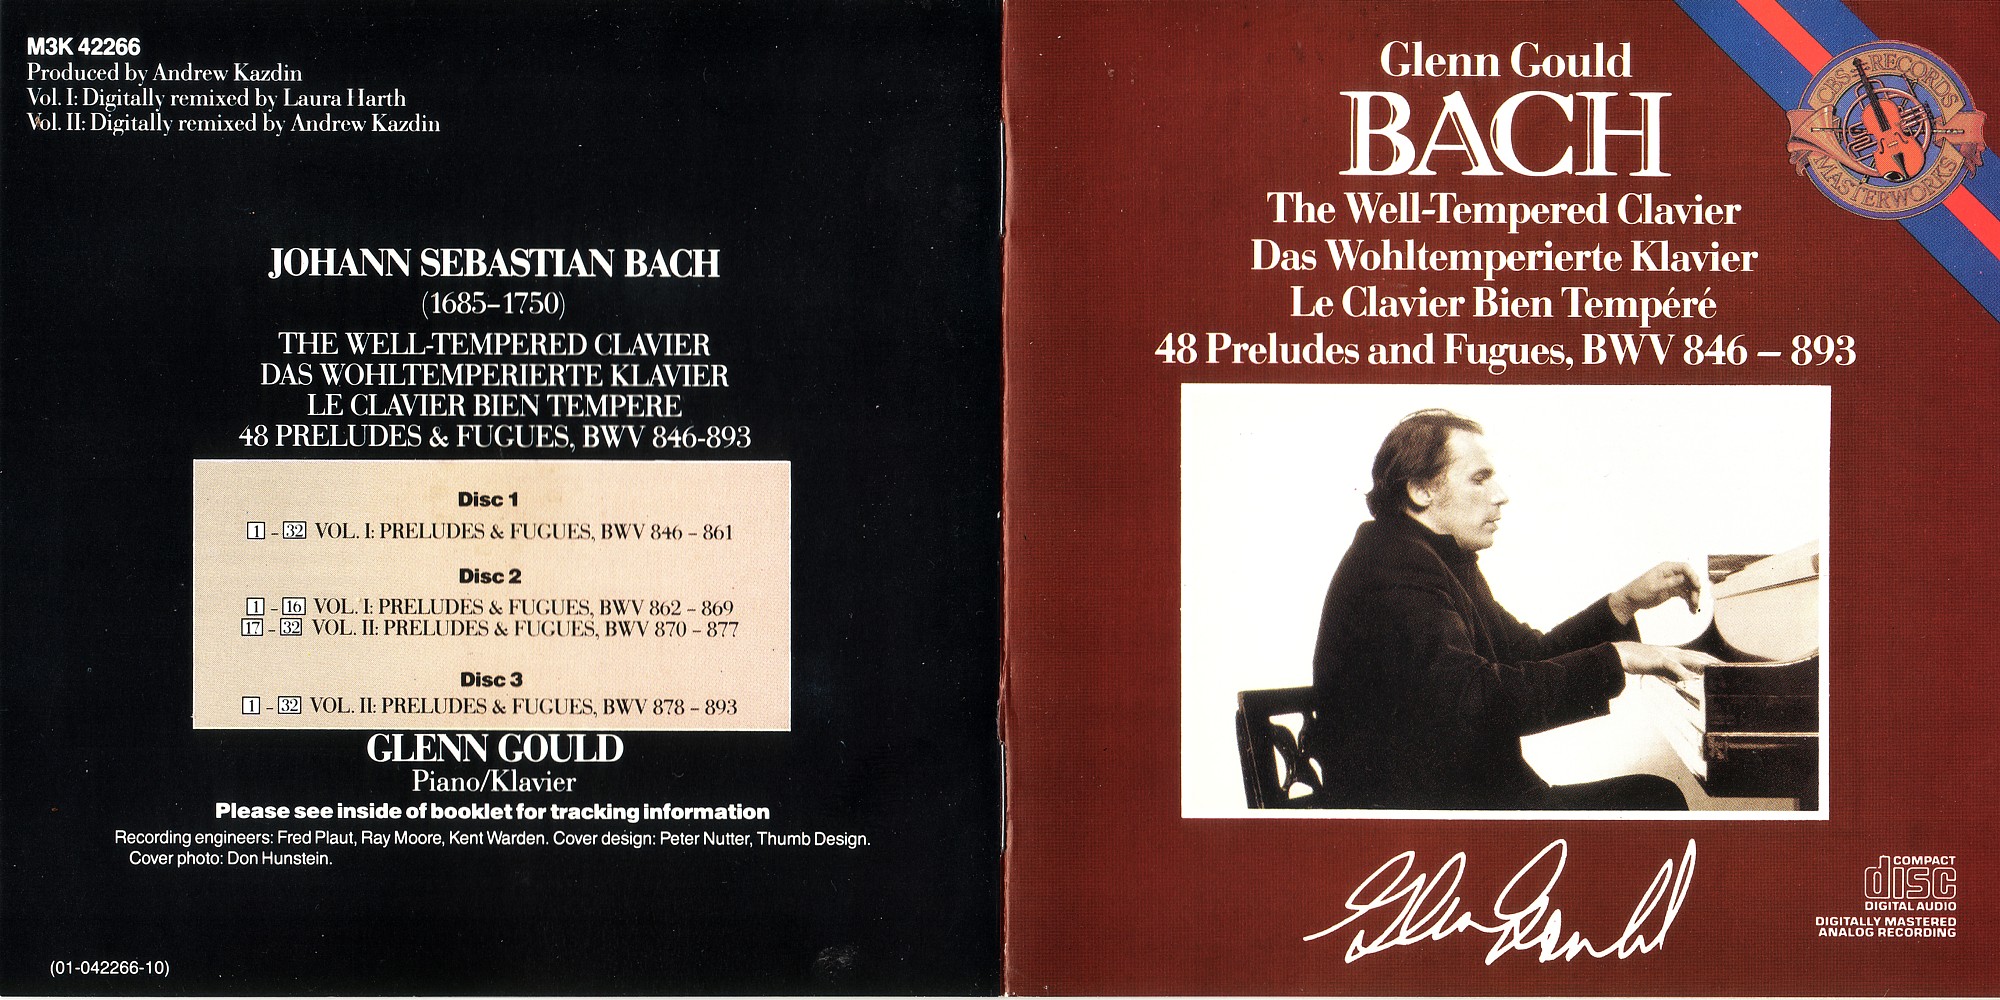 M3K 42266
Produced by Andrew Kazdin
Vol. I: Digitally remixed by Laura Harth
Vol. II: Digitally remixed by Andrew Kazdin
JOHANN SEBASTIAN BACH
(1685–1750)
THE WELL-TEMPERED CLAVIER
DAS WOHLTEMPERIERTE KLAVIER
LE CLAVIER BIEN TEMPERE
48 PRELUDES & FUGUES, BWV 846-893
Disc 1
1 – 32 VOL. I: PRELUDES & FUGUES, BWV 846 – 861
Disc 2
1 – 16 VOL. I: PRELUDES & FUGUES, BWV 862 – 869
17 – 32 VOL. II: PRELUDES & FUGUES, BWV 870 – 877
Disc 3
1 – 32 VOL. II: PRELUDES & FUGUES, BWV 878 – 893
GLENN GOULD
Piano/Klavier
Please see inside of booklet for tracking information
Recording engineers: Fred Plaut, Ray Moore, Kent Warden. Cover design: Peter Nutter, Thumb Design.
Cover photo: Don Hunstein.
(01-042266-10)
Glenn Gould
BACH
The Well-Tempered Clavier
Das Wohltemperierte Klavier
Le Clavier Bien Tempéré
48 Preludes and Fugues, BWV 846 – 893
CBS RECORDS
MASTERWORKS
Glenn Gould
COMPACT
disc
DIGITAL AUDIO
DIGITALLY MASTERED
ANALOG RECORDING